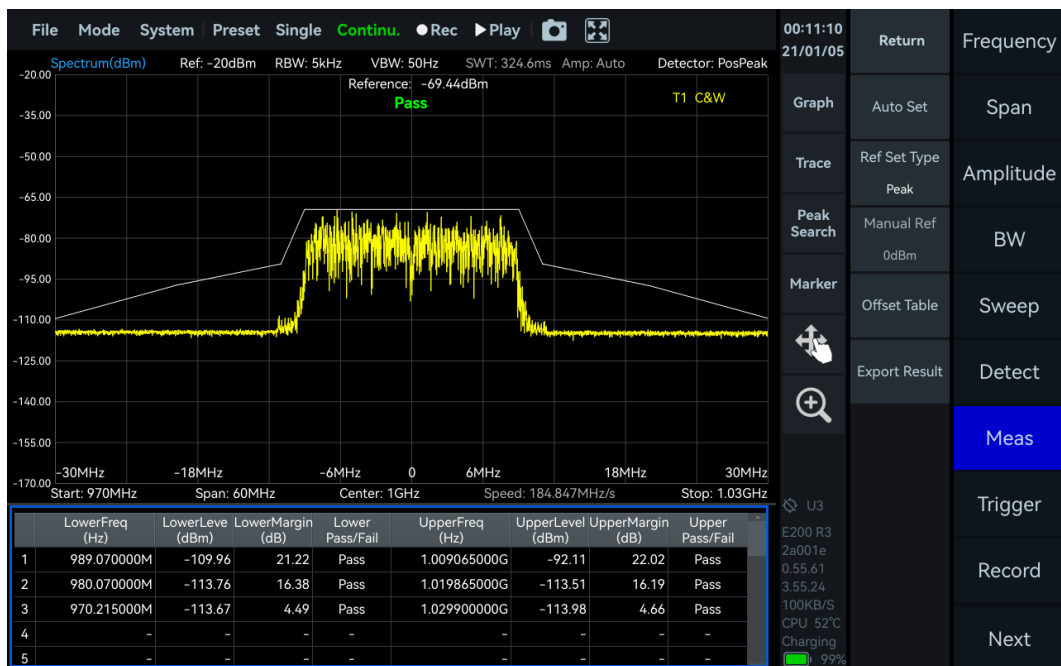 File Mode System Preset Single Continu. Rec Play
Spectrum(dBm) Ref: -20dBm RBW: 5kHz VBW: 50Hz SWT: 324.6ms Amp: Auto Detector: PosPeak
Reference: -69.44dBm
Pass
T1 C&W
-20.00
-35.00
-50.00
-65.00
-80.00
-95.00
-110.00
-125.00
-140.00
-155.00
-170.00
-30MHz -18MHz -6MHz 0 6MHz 18MHz 30MHz
Start: 970MHz Span: 60MHz Center: 1GHz Speed: 184.847MHz/s Stop: 1.03GHz
LowerFreq (Hz) LowerLeve (dBm) LowerMargin (dB) Lower Pass/Fail UpperFreq (Hz) UpperLevel (dBm) UpperMargin (dB) Upper Pass/Fail
1 989.070000M -109.96 21.22 Pass 1.009065000G -92.11 22.02 Pass
2 980.070000M -113.76 16.38 Pass 1.019865000G -113.51 16.19 Pass
3 970.215000M -113.67 4.49 Pass 1.029900000G -113.98 4.66 Pass
4 - - - - - - - -
5 - - - - - - - -
00:11:10
21/01/05
Graph
Trace
Peak
Search
Marker
U3
E200 R3
2a001e
0.55.61
3.55.24
100KB/S
CPU 52°C
Charging
99%
Return
Auto Set
Ref Set Type
Peak
Manual Ref
0dBm
Offset Table
Export Result
Frequency
Span
Amplitude
BW
Sweep
Detect
Meas
Trigger
Record
Next